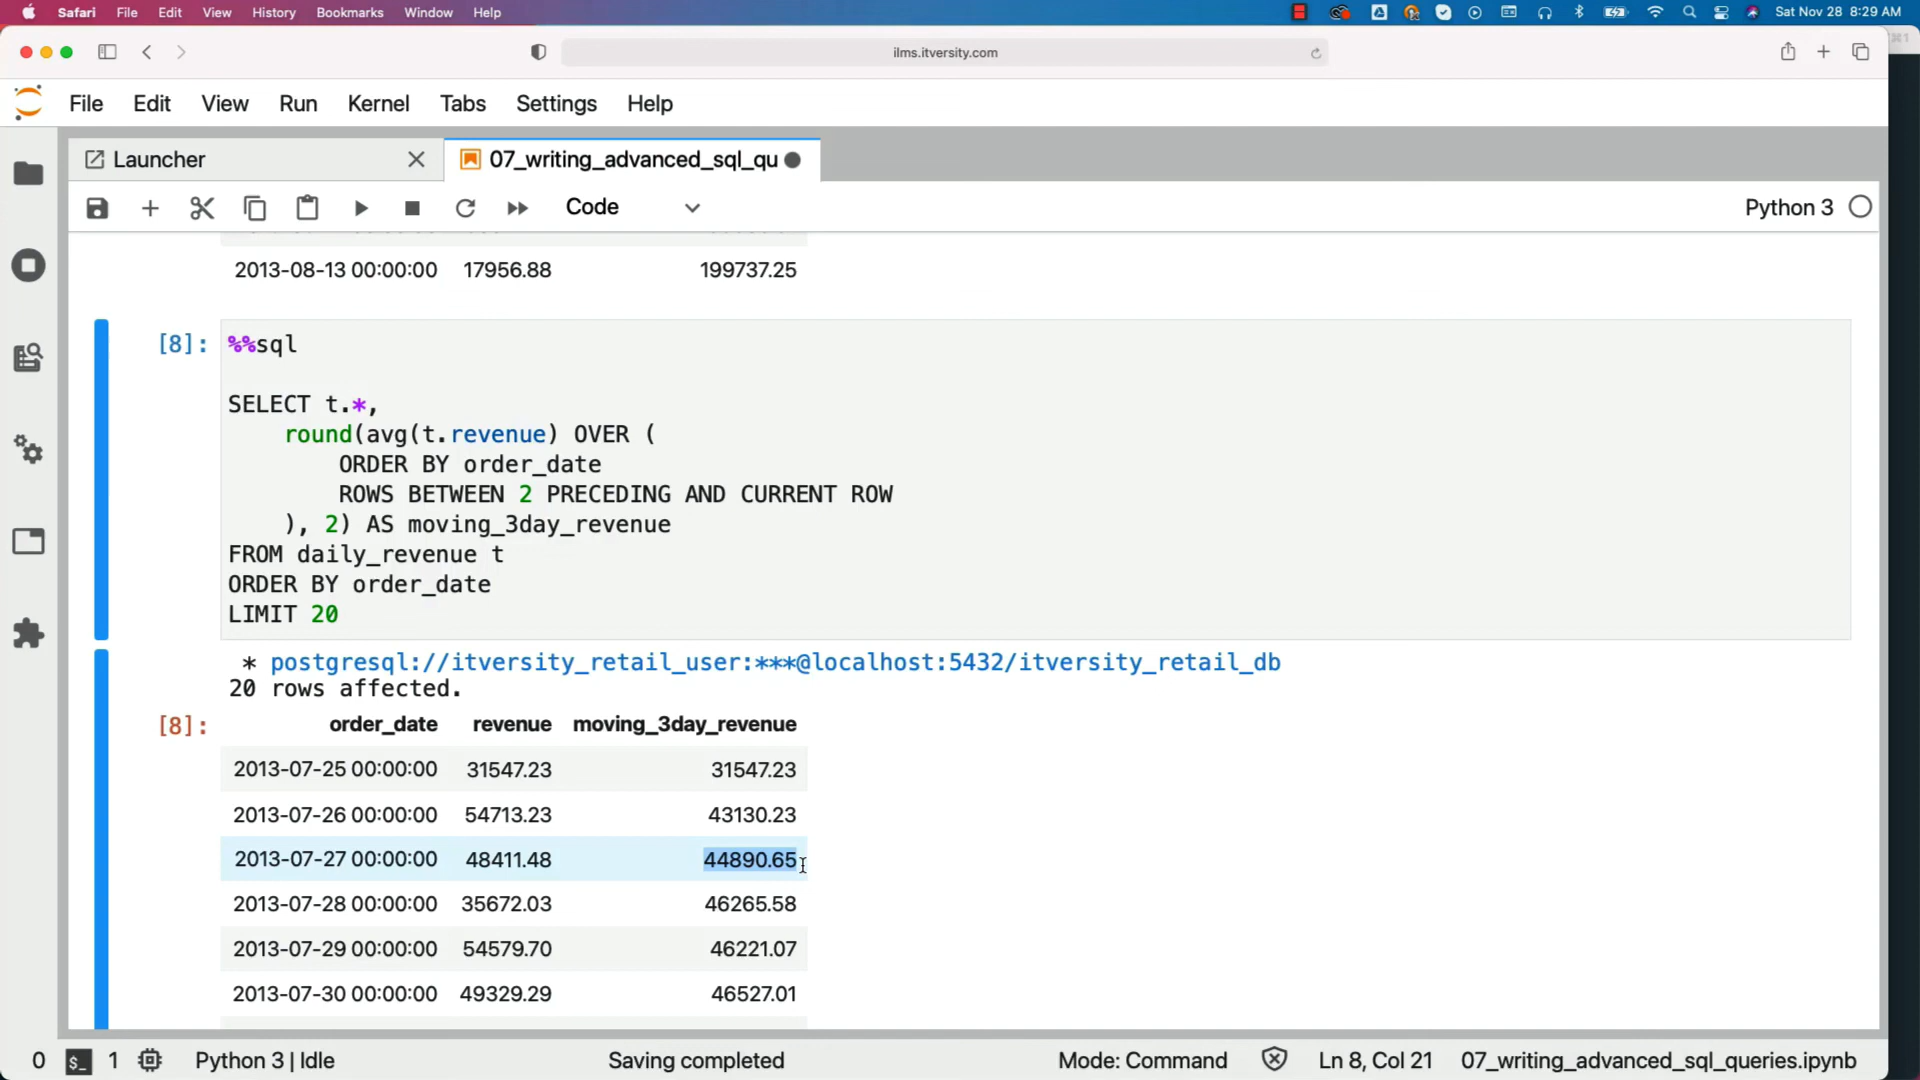 Safari File Edit View History Bookmarks Window Help Sat Nov 28 8:29 AM
ilms.itversity.com
File Edit View Run Kernel Tabs Settings Help
Launcher 07_writing_advanced_sql_qu
Code Python 3
2013-08-13 00:00:00 17956.88 199737.25
[8]: %%sql
SELECT t.*,
round(avg(t.revenue) OVER (
ORDER BY order_date
ROWS BETWEEN 2 PRECEDING AND CURRENT ROW
), 2) AS moving_3day_revenue
FROM daily_revenue t
ORDER BY order_date
LIMIT 20
* postgresql://itversity_retail_user:***@localhost:5432/itversity_retail_db
20 rows affected.
[8]: order_date revenue moving_3day_revenue
2013-07-25 00:00:00 31547.23 31547.23
2013-07-26 00:00:00 54713.23 43130.23
2013-07-27 00:00:00 48411.48 44890.65
2013-07-28 00:00:00 35672.03 46265.58
2013-07-29 00:00:00 54579.70 46221.07
2013-07-30 00:00:00 49329.29 46527.01
0 $_ 1 Python 3 | Idle Saving completed Mode: Command Ln 8, Col 21 07_writing_advanced_sql_queries.ipynb